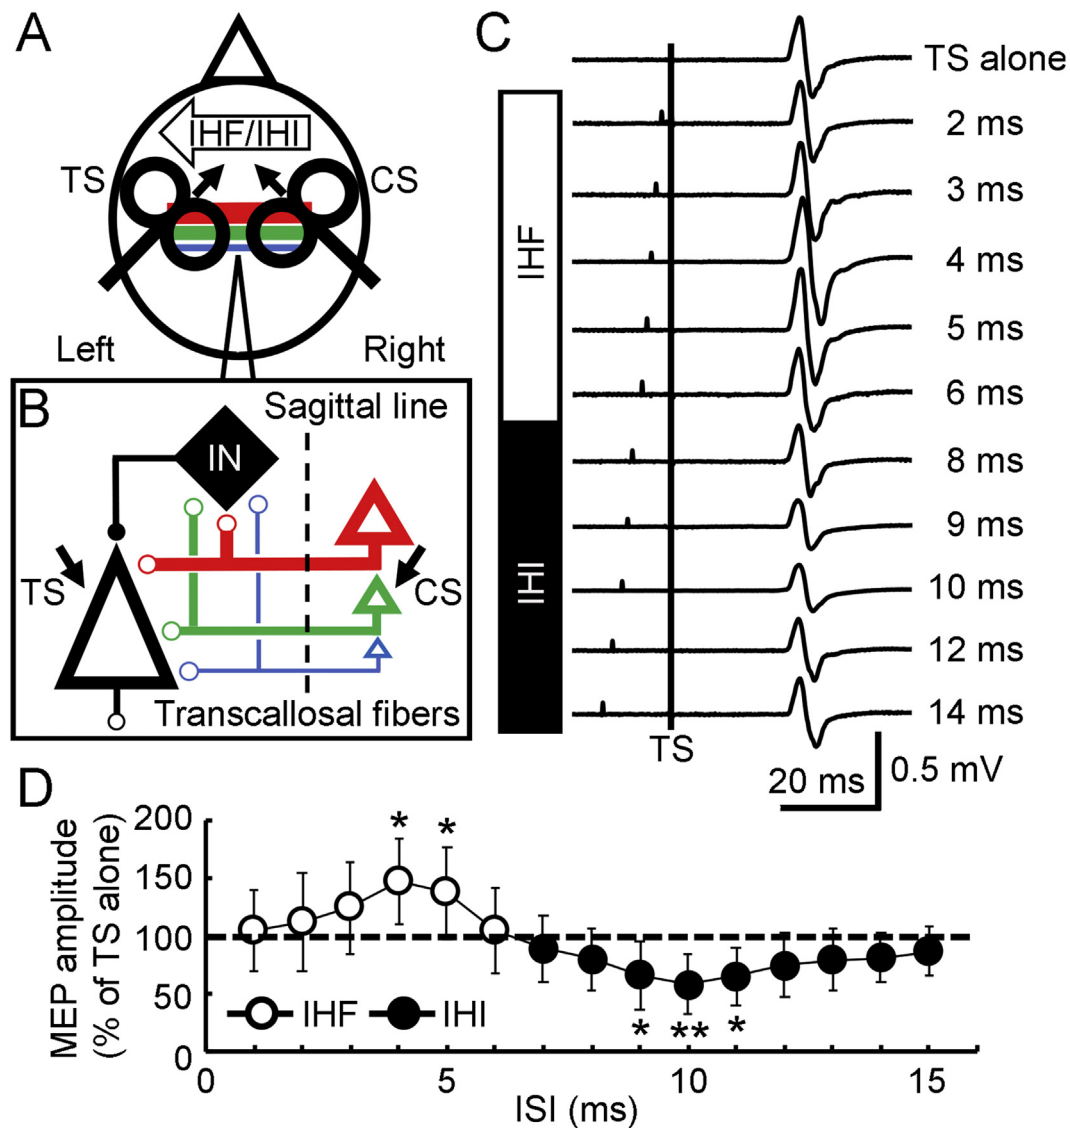 A
IHF/IHI
TS
CS
Left
Right
B
Sagittal line
IN
TS
CS
Transcallosal fibers
C
TS alone
IHF
2 ms
3 ms
4 ms
5 ms
6 ms
IHI
8 ms
9 ms
10 ms
12 ms
14 ms
TS
20 ms
0.5 mV
D
MEP amplitude
(% of TS alone)
200
150
100
50
0
* *
* ** *
IHF IHI
0 5 10 15
ISI (ms)